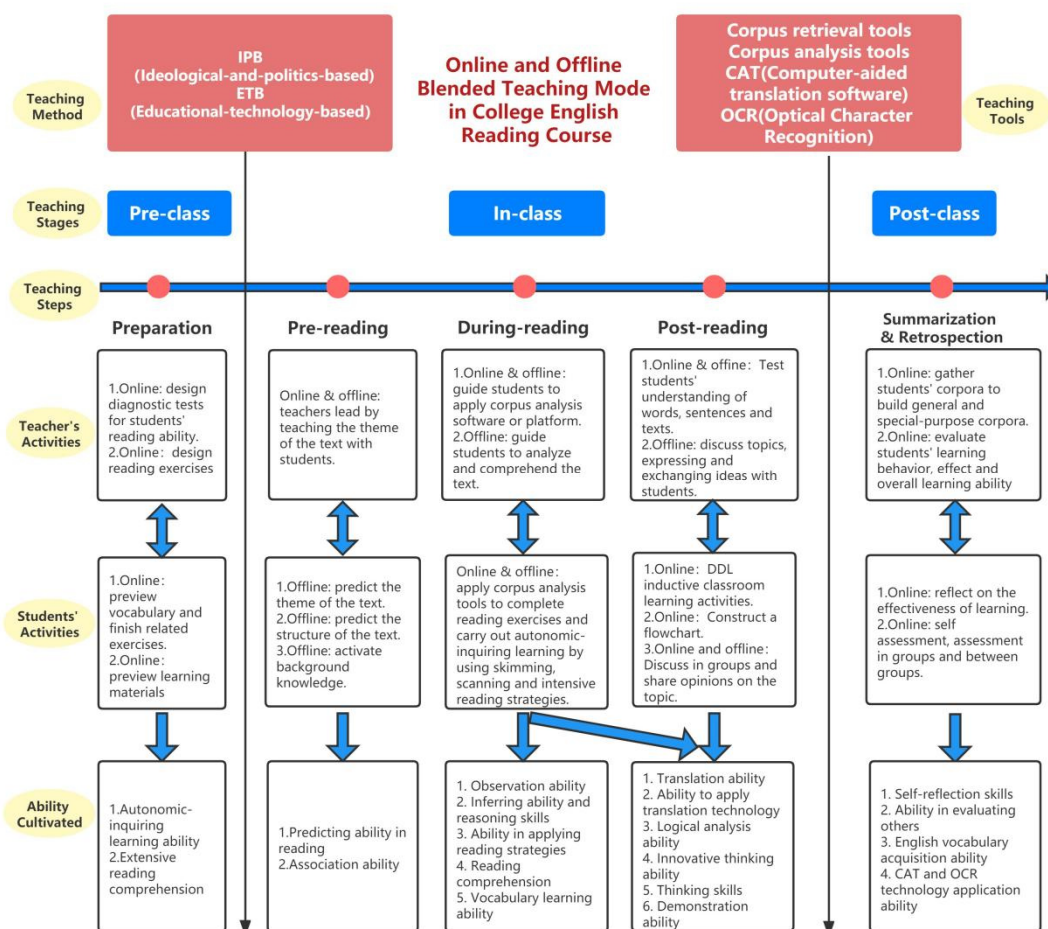 Teaching
Method
IPB
(Ideological-and-politics-based)
ETB
(Educational-technology-based)
Online and Offline
Blended Teaching Mode
in College English
Reading Course
Corpus retrieval tools
Corpus analysis tools
CAT(Computer-aided
translation software)
OCR(Optical Character
Recognition)
Teaching
Tools
Teaching
Stages
Pre-class
In-class
Post-class
Teaching
Steps
Preparation
Pre-reading
During-reading
Post-reading
Summarization
& Retrospection
Teacher's
Activities
1.Online: design
diagnostic tests
for students'
reading ability.
2.Online: design
reading exercises
Online & offline:
teachers lead by
teaching the theme
of the text with
students.
1.Online & offline:
guide students to
apply corpus analysis
software or platform.
2.Offline: guide
students to analyze
and comprehend the
text.
1.Online & offine: Test
students'
understanding of
words, sentences and
texts.
2.Offline: discuss topics,
expressing and
exchanging ideas with
students.
1.Online: gather
students' corpora to
build general and
special-purpose corpora.
2.Online: evaluate
students' learning
behavior, effect and
overall learning ability
Students'
Activities
1.Online:
preview
vocabulary and
finish related
exercises.
2.Online:
preview learning
materials
1.Offline: predict the
theme of the text.
2.Offline: predict the
structure of the text.
3.Offline: activate
background
knowledge.
Online & offline:
apply corpus analysis
tools to complete
reading exercises and
carry out autonomic-
inquiring learning by
using skimming,
scanning and intensive
reading strategies.
1.Online: DDL
inductive classroom
learning activities.
2.Online: Construct a
flowchart.
3.Online and offline:
Discuss in groups and
share opinions on the
topic.
1.Online: reflect on the
effectiveness of learning.
2.Online: self
assessment, assessment
in groups and between
groups.
Ability
Cultivated
1.Autonomic-
inquiring
learning ability
2.Extensive
reading
comprehension
1.Predicting ability in
reading
2.Association ability
1. Observation ability
2. Inferring ability and
reasoning skills
3. Ability in applying
reading strategies
4. Reading
comprehension
5. Vocabulary learning
ability
1. Translation ability
2. Ability to apply
translation technology
3. Logical analysis
ability
4. Innovative thinking
ability
5. Thinking skills
6. Demonstration
ability
1. Self-reflection skills
2. Ability in evaluating
others
3. English vocabulary
acquisition ability
4. CAT and OCR
technology application
ability